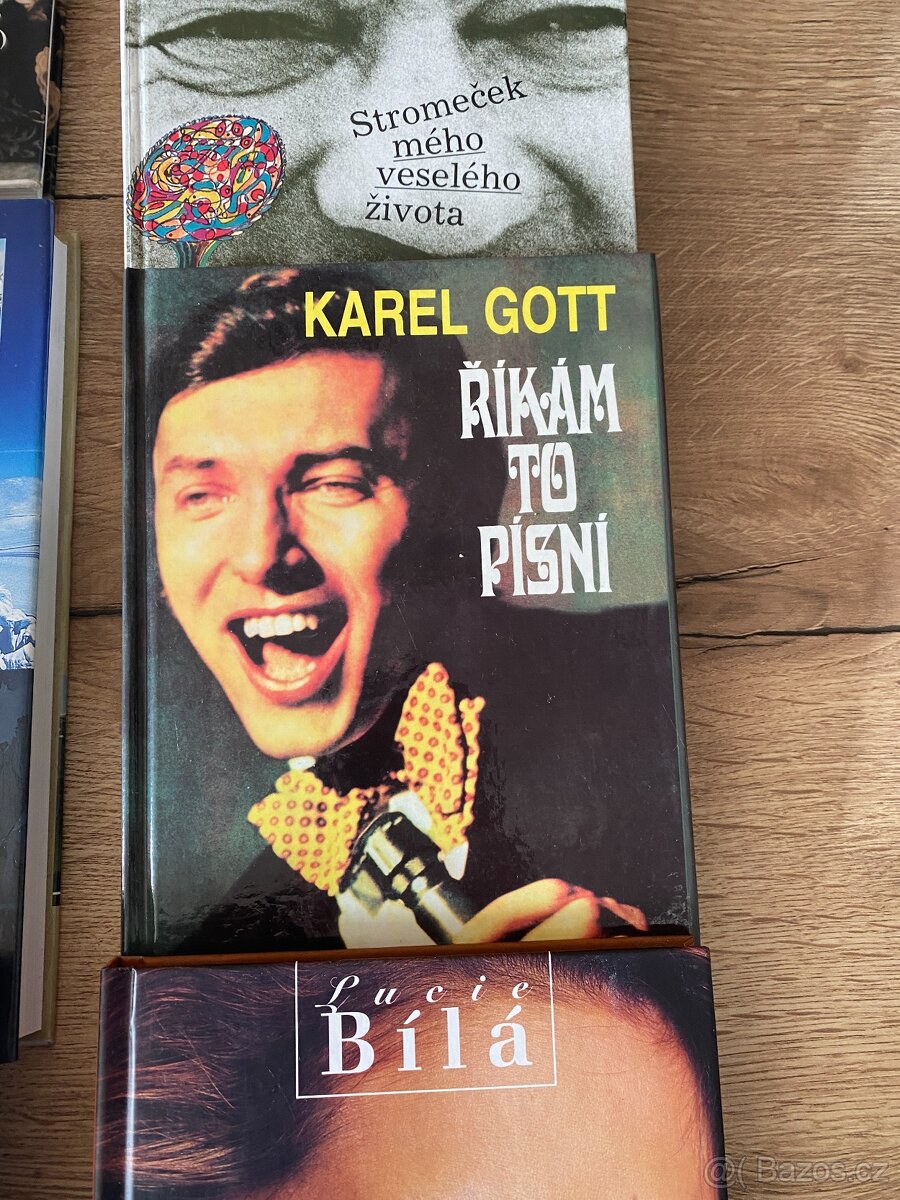 Stromeček
mého
veselého
života
KAREL GOTT
ŘÍKÁM
TO
PÍSNÍ
Lucie
Bílá
@( Bazos.cz